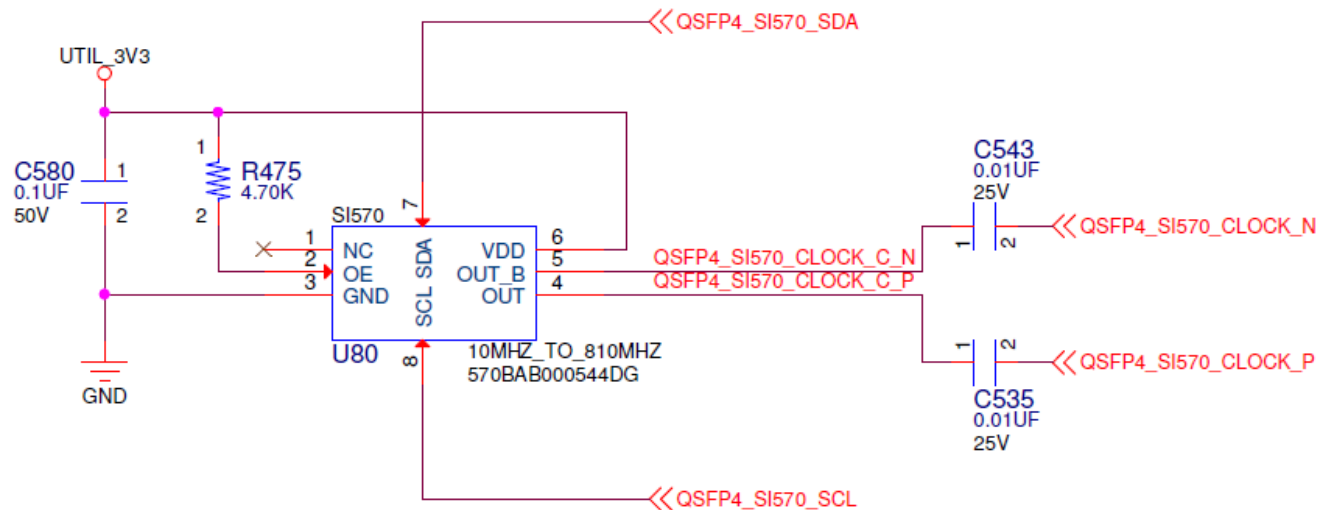 QSFP4_SI570_SDA
UTIL_3V3
C580
0.1UF
50V
1
2
1
2
R475
4.70K
SI570
7
1
2
3
NC
OE
GND
SCL SDA
VDD
OUT_B
OUT
6
5
4
8
U80
10MHZ_TO_810MHZ
570BAB000544DG
QSFP4_SI570_CLOCK_C_N
QSFP4_SI570_CLOCK_C_P
C543
0.01UF
25V
1
2
QSFP4_SI570_CLOCK_N
1
2
QSFP4_SI570_CLOCK_P
C535
0.01UF
25V
GND
QSFP4_SI570_SCL